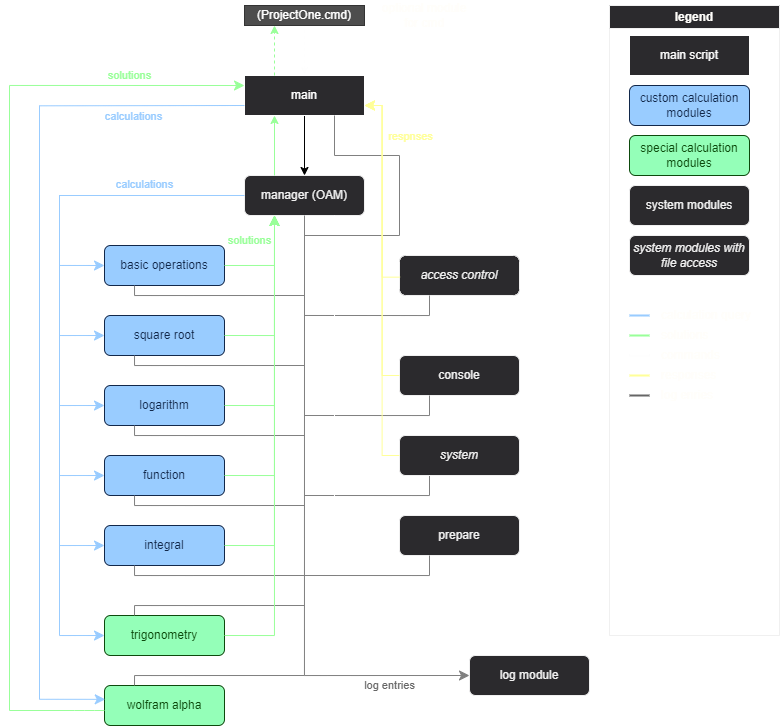 (ProjectOne.cmd)
legend
solutions
main
main script
calculations
custom calculation
modules
response
special calculation
modules
calculations
manager (OAM)
system modules
solutions
system modules with
file access
basic operations
access control
square root
console
logarithm
system
function
prepare
integral
trigonometry
log module
log entries
wolfram alpha